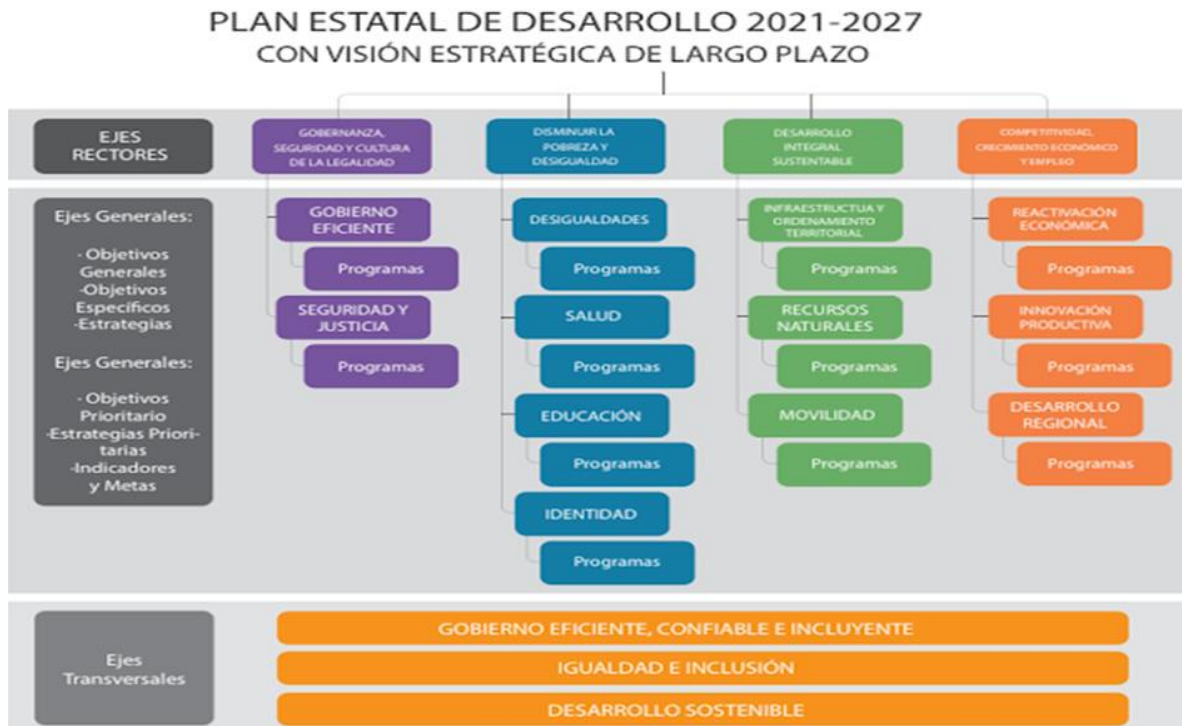 PLAN ESTATAL DE DESARROLLO 2021-2027
CON VISIÓN ESTRATÉGICA DE LARGO PLAZO
EJES
RECTORES
GOBERNANZA,
SEGURIDAD Y CULTURA
DE LA LEGALIDAD
DISMINUIR LA
POBREZA Y
DESIGUALDAD
DESARROLLO
INTEGRAL
SUSTENTABLE
COMPETITIVIDAD,
CRECIMIENTO ECONÓMICO
Y EMPLEO
Ejes Generales:
- Objetivos
Generales
-Objetivos
Específicos
-Estrategias
Ejes Generales:
- Objetivos
Prioritario
-Estrategias Priori-
tarias
-Indicadores
y Metas
GOBIERNO
EFICIENTE
Programas
SEGURIDAD Y
JUSTICIA
Programas
DESIGUALDADES
Programas
SALUD
Programas
EDUCACIÓN
Programas
IDENTIDAD
Programas
INFRAESTRUCTUA Y
ORDENAMIENTO
TERRITORIAL
Programas
RECURSOS
NATURALES
Programas
MOVILIDAD
Programas
REACTIVACIÓN
ECONÓMICA
Programas
INNOVACIÓN
PRODUCTIVA
Programas
DESARROLLO
REGIONAL
Programas
Ejes
Transversales
GOBIERNO EFICIENTE, CONFIABLE E INCLUYENTE
IGUALDAD E INCLUSIÓN
DESARROLLO SOSTENIBLE